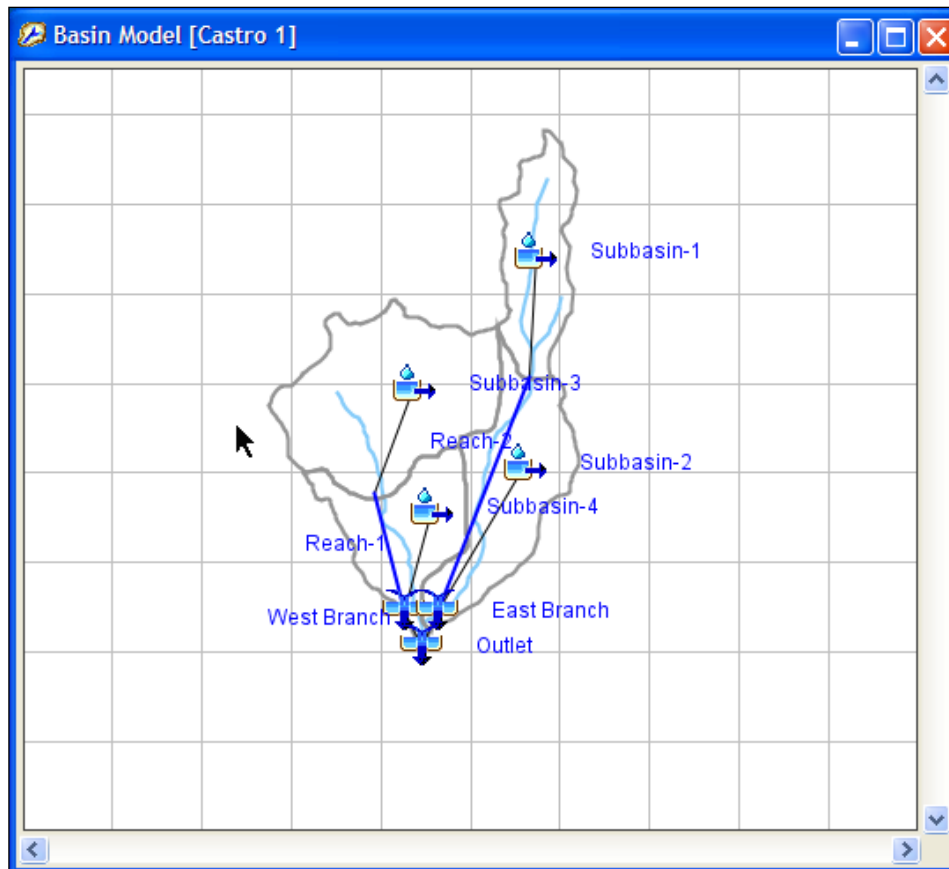 Basin Model [Castro 1]
Subbasin-1
Subbasin-3
Reach-2
Subbasin-2
Subbasin-4
Reach-1
West Branch
East Branch
Outlet